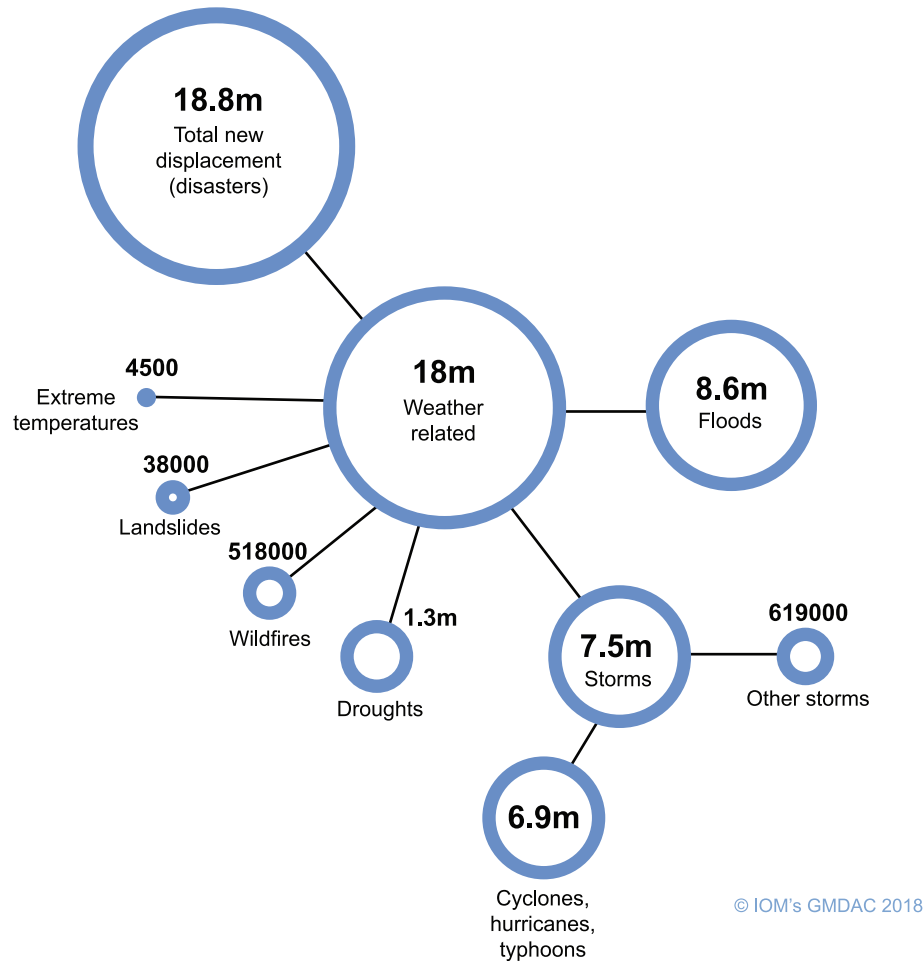 18.8m
Total new
displacement
(disasters)
18m
Weather
related
8.6m
Floods
4500
Extreme
temperatures
38000
Landslides
518000
Wildfires
1.3m
Droughts
7.5m
Storms
619000
Other storms
6.9m
Cyclones,
hurricanes,
typhoons
© IOM's GMDAC 2018